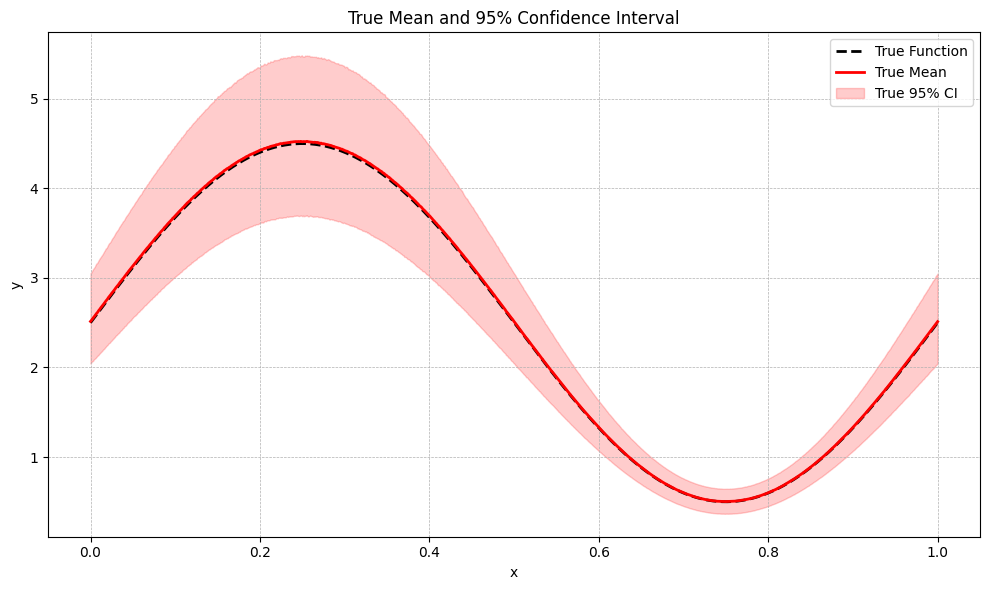 True Mean and 95% Confidence Interval
True Function
True Mean
True 95% CI
5
4
3
2
1
y
0.0 0.2 0.4 0.6 0.8 1.0
x